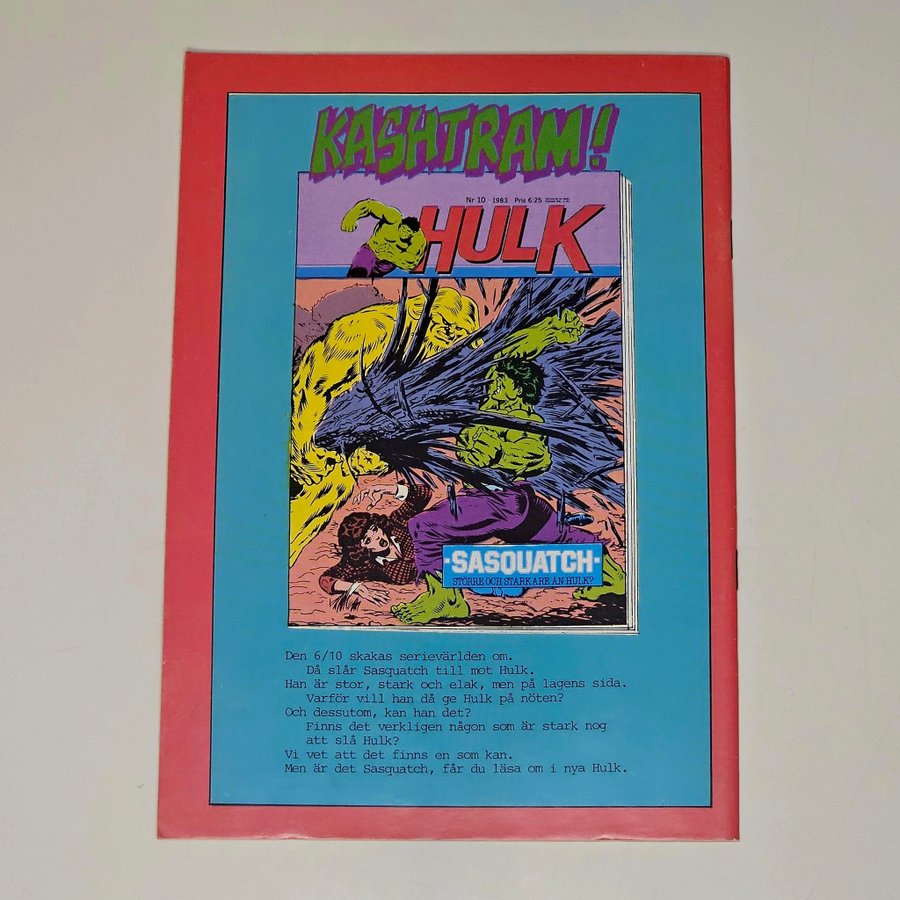 KASHTRAM!
Nr 10 - 1983 Pris 6:25
HULK
·SASQUATCH·
STÖRRE OCH STARKARE ÄN HULK?
Den 6/10 skakas serievärlden om.
Då slår Sasquatch till mot Hulk.
Han är stor, stark och elak, men på lagens sida.
Varför vill han då ge Hulk på nöten?
Och dessutom, kan han det?
Finns det verkligen någon som är stark nog
att slå Hulk?
Vi vet att det finns en som kan.
Men är det Sasquatch, får du läsa om i nya Hulk.